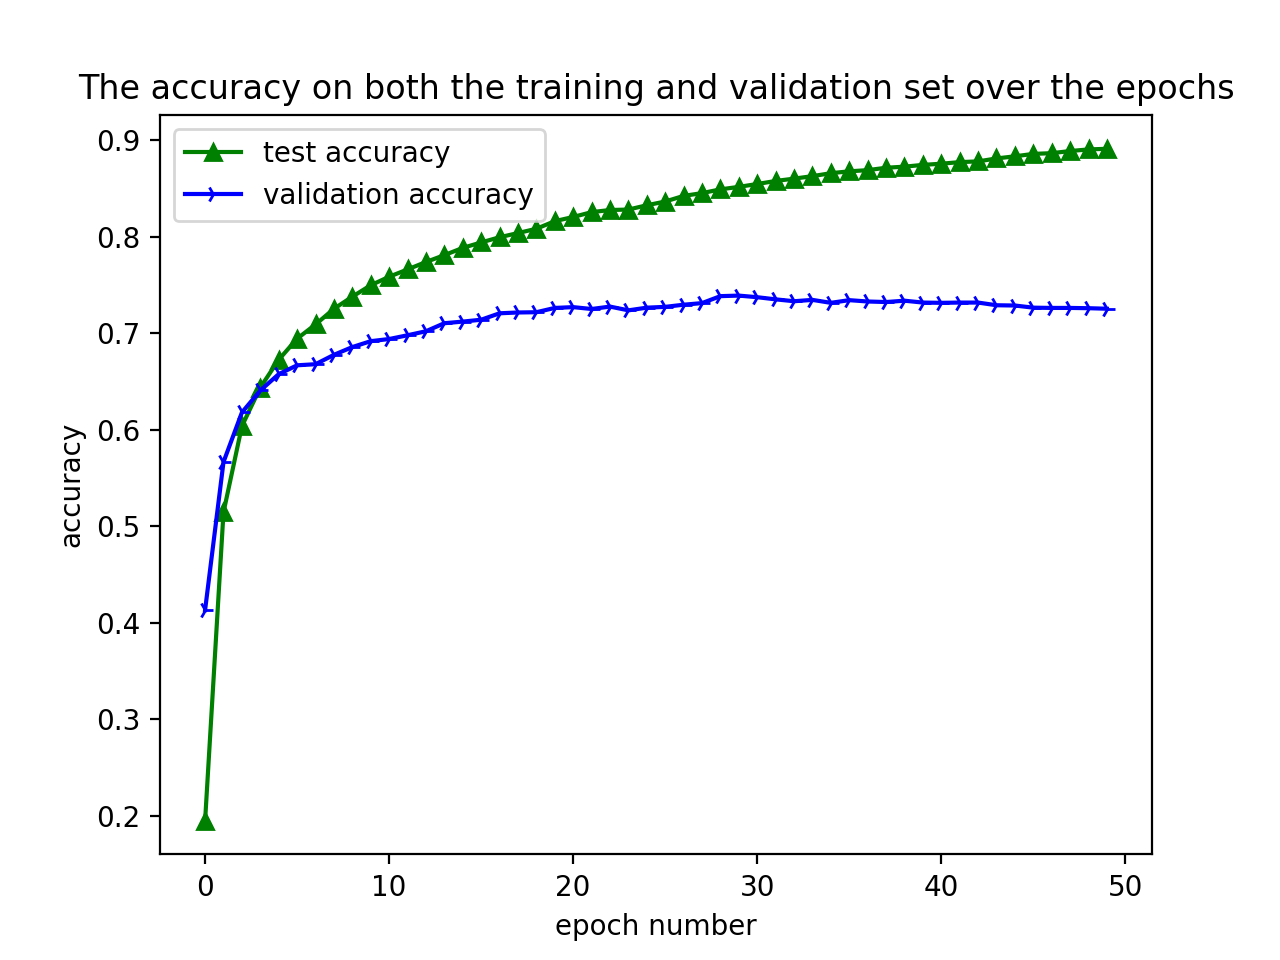 The accuracy on both the training and validation set over the epochs
test accuracy
validation accuracy
0.9
0.8
0.7
0.6
0.5
0.4
0.3
0.2
accuracy
0 10 20 30 40 50
epoch number